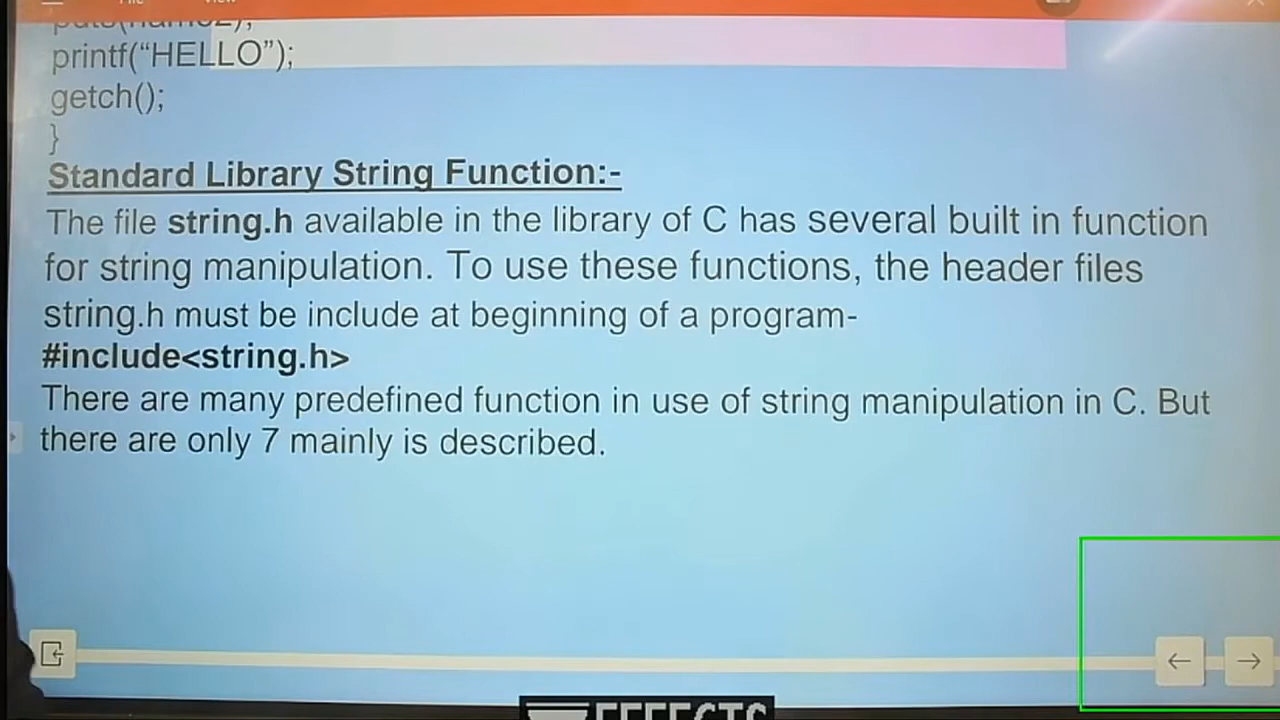 printf(“HELLO”);
getch();
}
Standard Library String Function:-
The file string.h available in the library of C has several built in function
for string manipulation. To use these functions, the header files
string.h must be include at beginning of a program-
#include<string.h>
There are many predefined function in use of string manipulation in C. But
there are only 7 mainly is described.